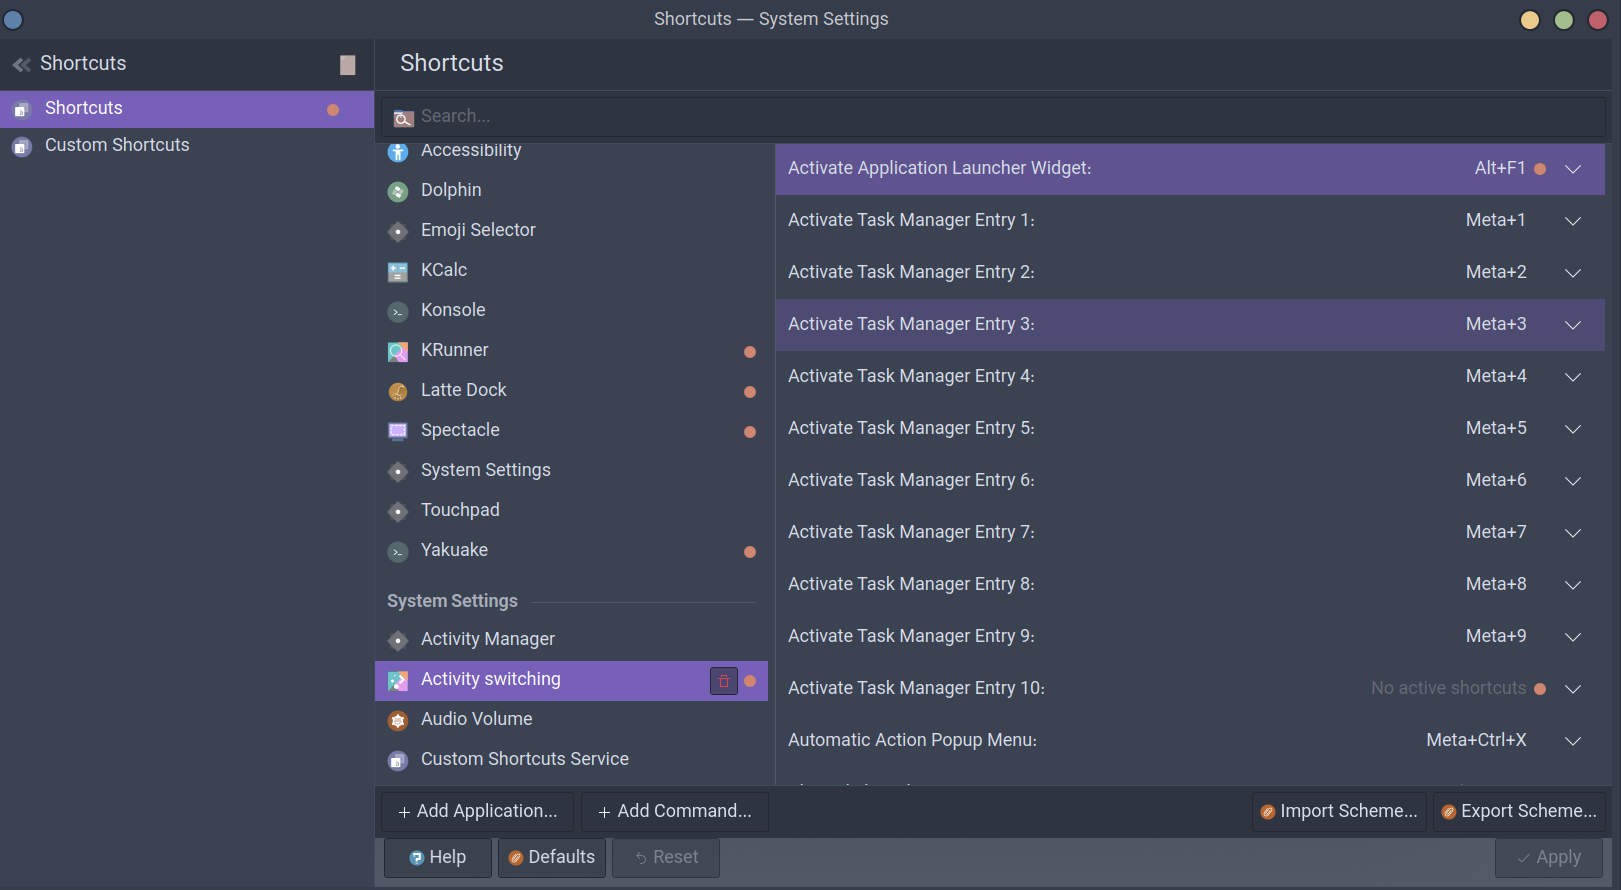 Shortcuts — System Settings
Shortcuts
Shortcuts
Custom Shortcuts
Shortcuts
Search...
Accessibility
Dolphin
Emoji Selector
KCalc
Konsole
KRunner
Latte Dock
Spectacle
System Settings
Touchpad
Yakuake
System Settings
Activity Manager
Activity switching
Audio Volume
Custom Shortcuts Service
Activate Application Launcher Widget: Alt+F1
Activate Task Manager Entry 1: Meta+1
Activate Task Manager Entry 2: Meta+2
Activate Task Manager Entry 3: Meta+3
Activate Task Manager Entry 4: Meta+4
Activate Task Manager Entry 5: Meta+5
Activate Task Manager Entry 6: Meta+6
Activate Task Manager Entry 7: Meta+7
Activate Task Manager Entry 8: Meta+8
Activate Task Manager Entry 9: Meta+9
Activate Task Manager Entry 10: No active shortcuts
Automatic Action Popup Menu: Meta+Ctrl+X
Add Application... Add Command... Import Scheme... Export Scheme...
Help Defaults Reset Apply